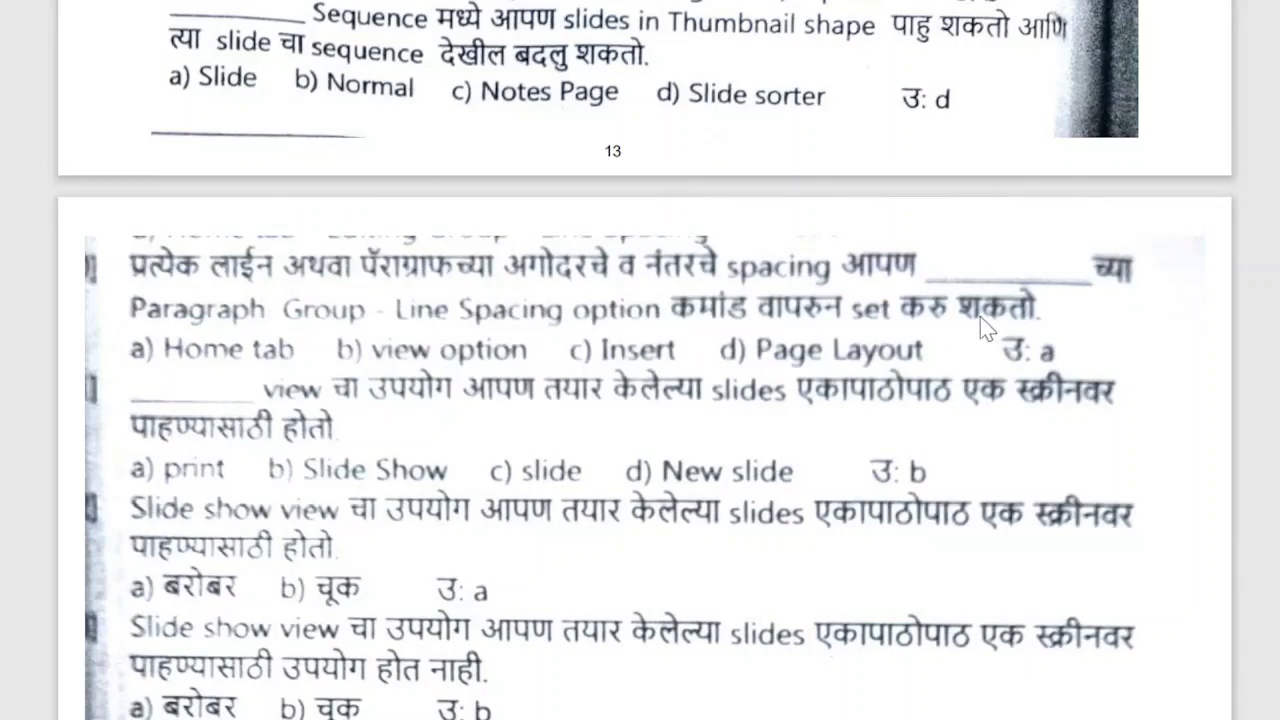 __________ Sequence मध्ये आपण slides in Thumbnail shape पाहु शकतो आणि
त्या slide चा sequence देखील बदलु शकतो.
a) Slide b) Normal c) Notes Page d) Slide sorter उ: d
13
प्रत्येक लाईन अथवा पॅराग्राफच्या अगोदरचे व नंतरचे spacing आपण ____________ च्या
Paragraph Group - Line Spacing option कमांड वापरुन set करु शकतो.
a) Home tab b) view option c) Insert d) Page Layout उ: a
_________ view चा उपयोग आपण तयार केलेल्या slides एकापाठोपाठ एक स्क्रीनवर
पाहण्यासाठी होतो
a) print b) Slide Show c) slide d) New slide उ: b
Slide show view चा उपयोग आपण तयार केलेल्या slides एकापाठोपाठ एक स्क्रीनवर
पाहण्यासाठी होतो.
a) बरोबर b) चूक उ: a
Slide show view चा उपयोग आपण तयार केलेल्या slides एकापाठोपाठ एक स्क्रीनवर
पाहण्यासाठी उपयोग होत नाही.
a) बरोबर b) चूक उ: b